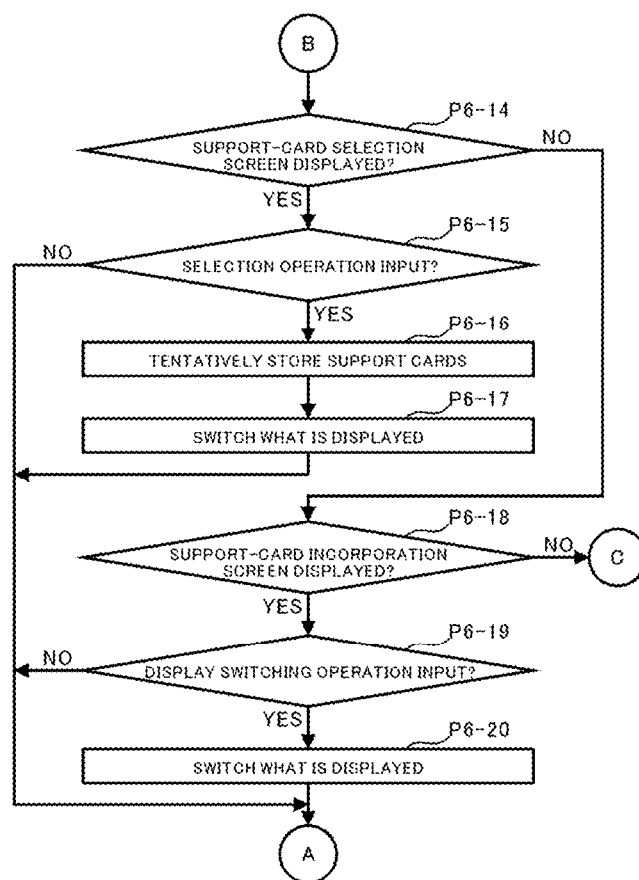 B
P6-14
SUPPORT-CARD SELECTION
SCREEN DISPLAYED?
NO
YES
P6-15
NO
SELECTION OPERATION INPUT?
YES
P6-16
TENTATIVELY STORE SUPPORT CARDS
P6-17
SWITCH WHAT IS DISPLAYED
P6-18
SUPPORT-CARD INCORPORATION
SCREEN DISPLAYED?
NO
C
YES
P6-19
NO
DISPLAY SWITCHING OPERATION INPUT?
YES
P6-20
SWITCH WHAT IS DISPLAYED
A